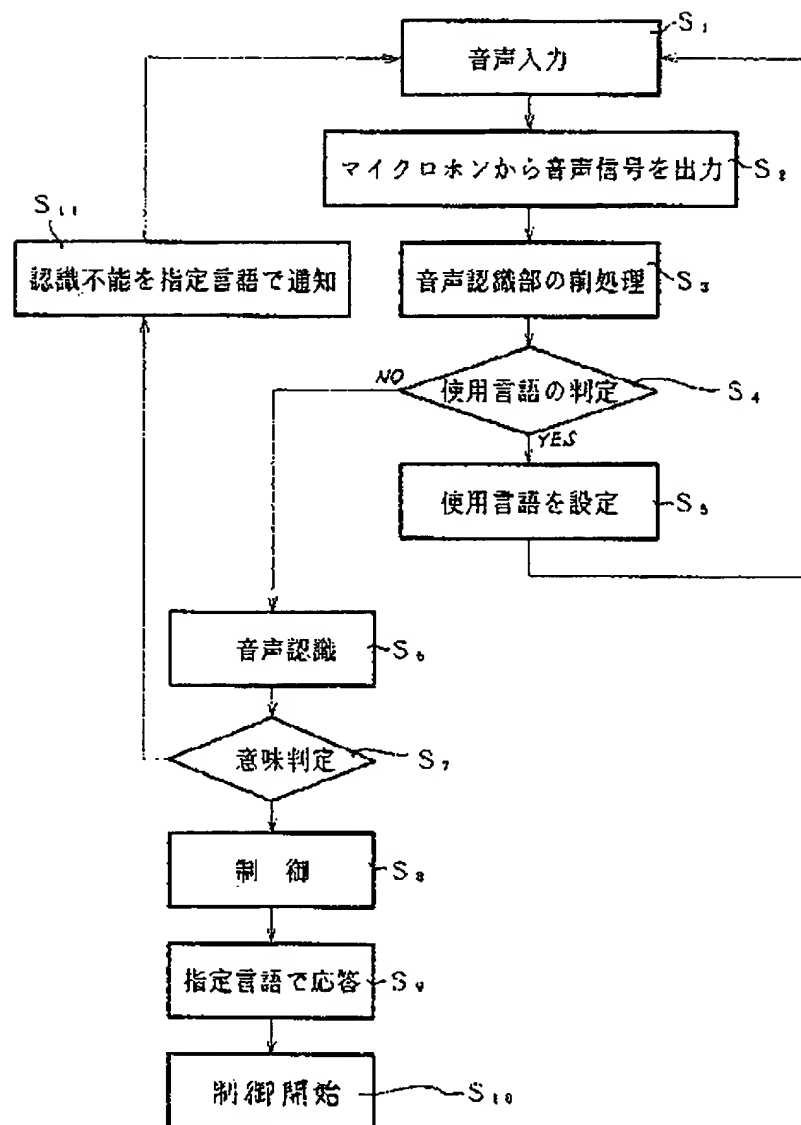 音声入力 S₁
マイクロホンから音声信号を出力 S₂
S₁₁
認識不能を指定言語で通知
音声認識部の前処理 S₃
NO
使用言語の判定 S₄
YES
使用言語を設定 S₅
音声認識 S₆
意味判定 S₇
制 御 S₈
指定言語で応答 S₉
制御開始 S₁₀